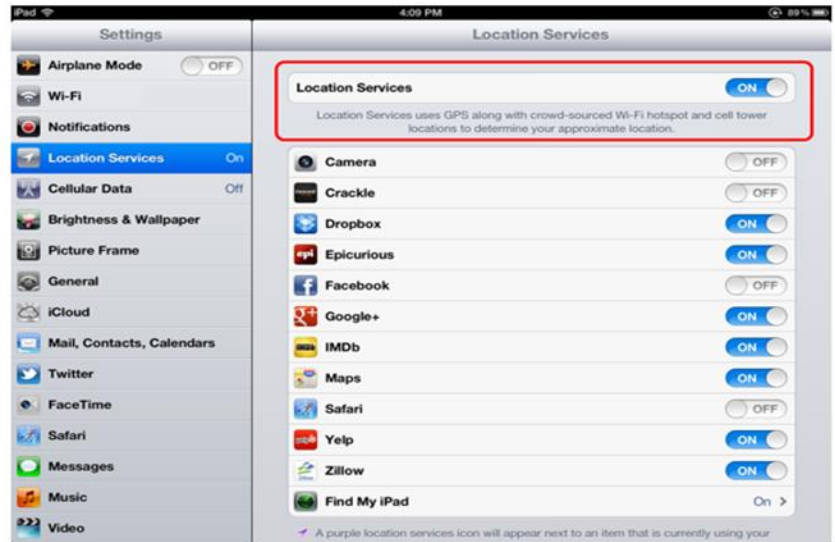 iPad 4:09 PM 89%
Settings
Airplane Mode OFF
Wi-Fi
Notifications
Location Services On
Cellular Data Off
Brightness & Wallpaper
Picture Frame
General
iCloud
Mail, Contacts, Calendars
Twitter
FaceTime
Safari
Messages
Music
Video
Location Services
Location Services ON
Location Services uses GPS along with crowd-sourced Wi-Fi hotspot and cell tower
locations to determine your approximate location.
Camera OFF
Crackle OFF
Dropbox ON
epi Epicurious ON
Facebook OFF
Google+ ON
IMDb IMDb ON
Maps ON
Safari OFF
yelp Yelp ON
Zillow ON
Find My iPad On >
A purple location services icon will appear next to an item that is currently using your